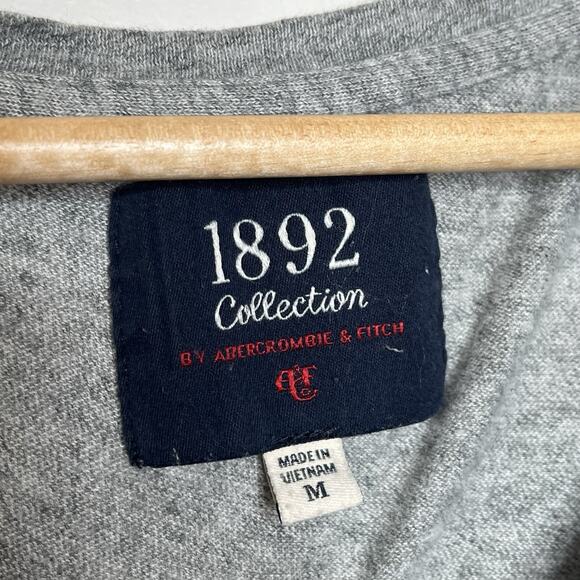 1892
Collection
BY ABERCROMBIE & FITCH
MADE IN
VIETNAM
M